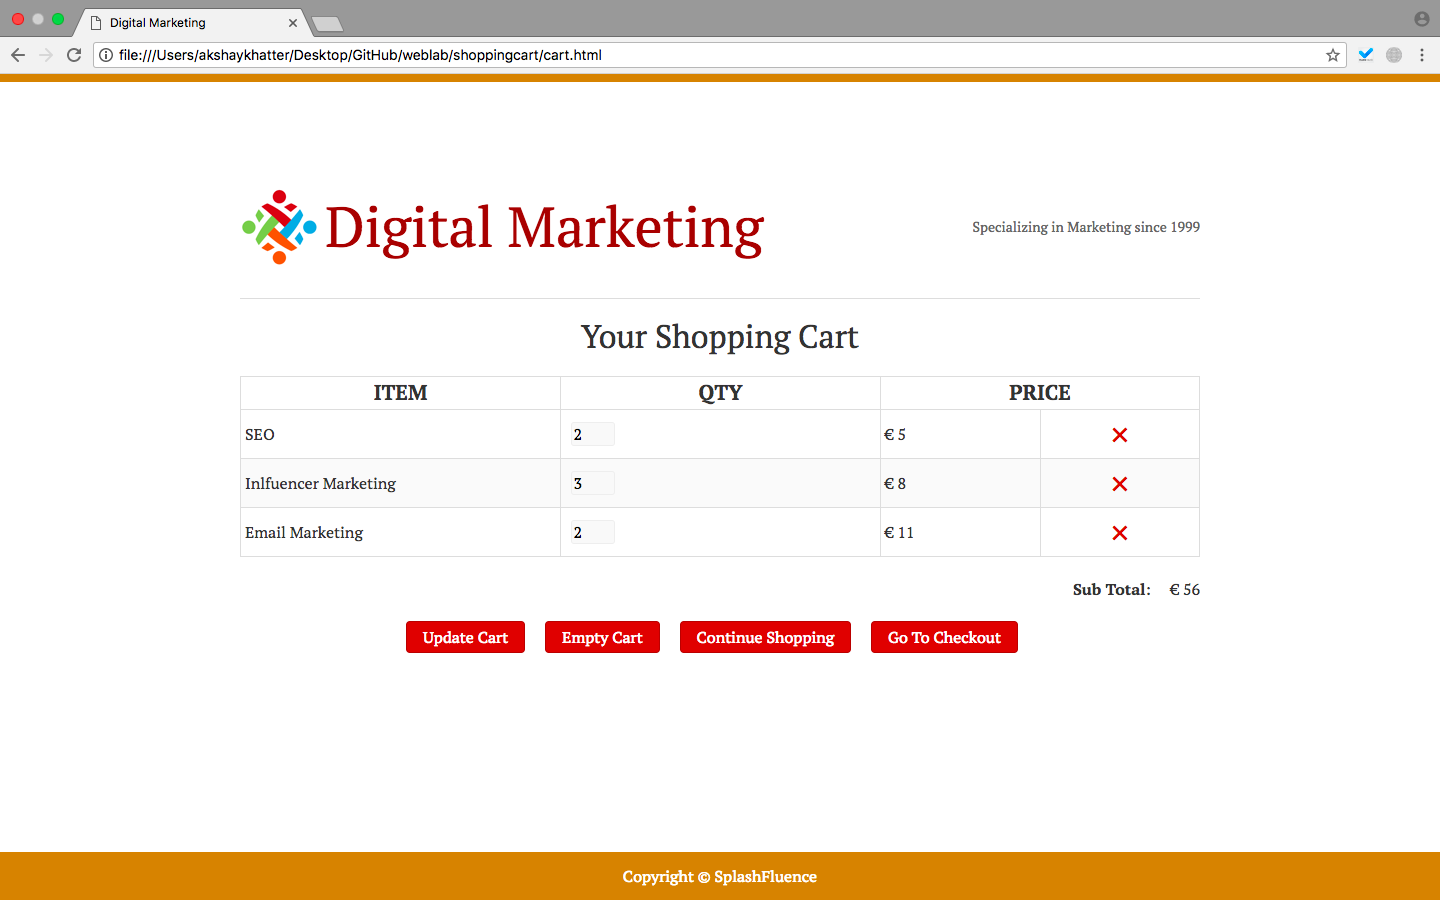 Digital Marketing
file:///Users/akshaykhatter/Desktop/GitHub/weblab/shoppingcart/cart.html
Digital Marketing
Specializing in Marketing since 1999
Your Shopping Cart
ITEM QTY PRICE
SEO 2 € 5
Inlfuencer Marketing 3 € 8
Email Marketing 2 € 11
Sub Total: € 56
Update Cart Empty Cart Continue Shopping Go To Checkout
Copyright © SplashFluence